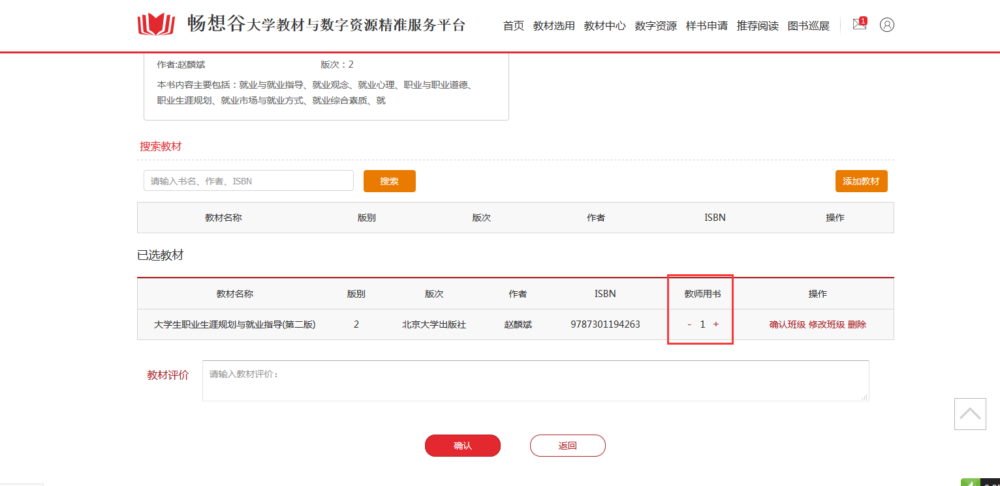 畅想谷大学教材与数字资源精准服务平台
首页 教材选用 教材中心 数字资源 样书申请 推荐阅读 图书巡展 1
作者:赵麟斌 版次：2
本书内容主要包括：就业与就业指导、就业观念、就业心理、职业与职业道德、
职业生涯规划、就业市场与就业方式、就业综合素质、就
搜索教材
请输入书名、作者、ISBN 搜索 添加教材
教材名称 版别 版次 作者 ISBN 操作
已选教材
教材名称 版别 版次 作者 ISBN 教师用书 操作
大学生职业生涯规划与就业指导(第二版) 2 北京大学出版社 赵麟斌 9787301194263 - 1 + 确认班级 修改班级 删除
教材评价 请输入教材评价：
确认 返回